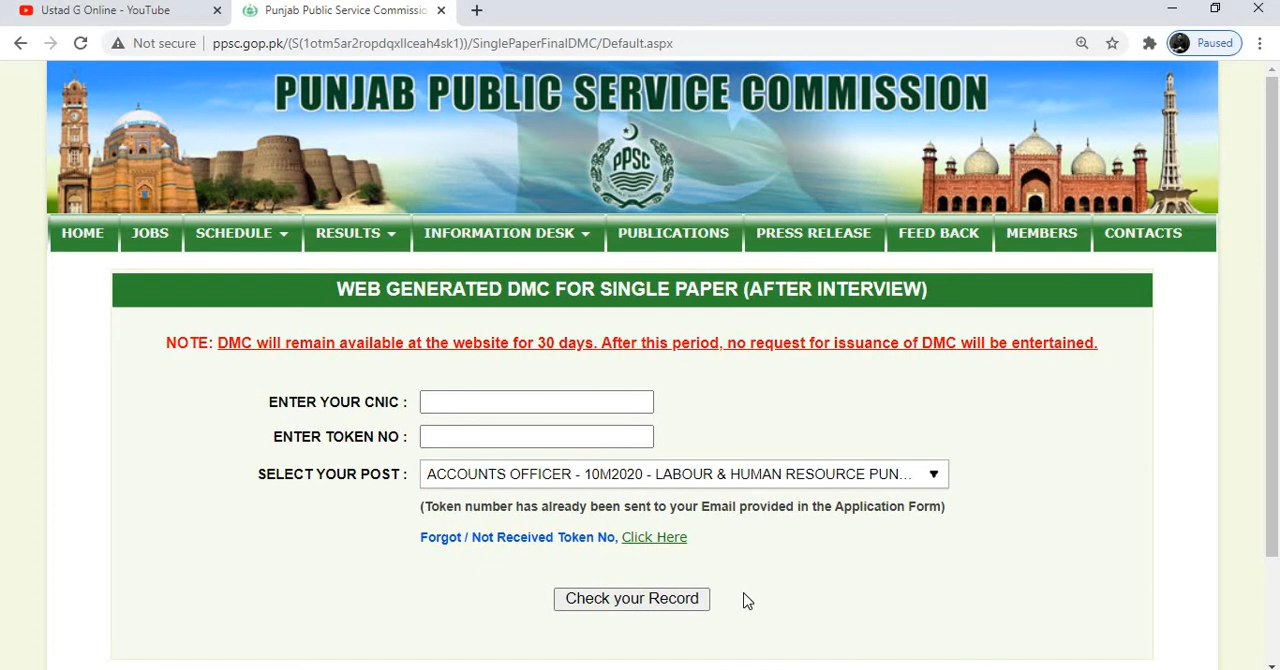 Ustad G Online - YouTube
Punjab Public Service Commissio
Not secure
ppsc.gop.pk/(S(1otm5ar2ropdqxllceah4sk1))/SinglePaperFinalDMC/Default.aspx
Paused
PUNJAB PUBLIC SERVICE COMMISSION
PPSC
HOME
JOBS
SCHEDULE
RESULTS
INFORMATION DESK
PUBLICATIONS
PRESS RELEASE
FEED BACK
MEMBERS
CONTACTS
WEB GENERATED DMC FOR SINGLE PAPER (AFTER INTERVIEW)
NOTE: DMC will remain available at the website for 30 days. After this period, no request for issuance of DMC will be entertained.
ENTER YOUR CNIC :
ENTER TOKEN NO :
SELECT YOUR POST :
ACCOUNTS OFFICER - 10M2020 - LABOUR & HUMAN RESOURCE PUN...
(Token number has already been sent to your Email provided in the Application Form)
Forgot / Not Received Token No, Click Here
Check your Record